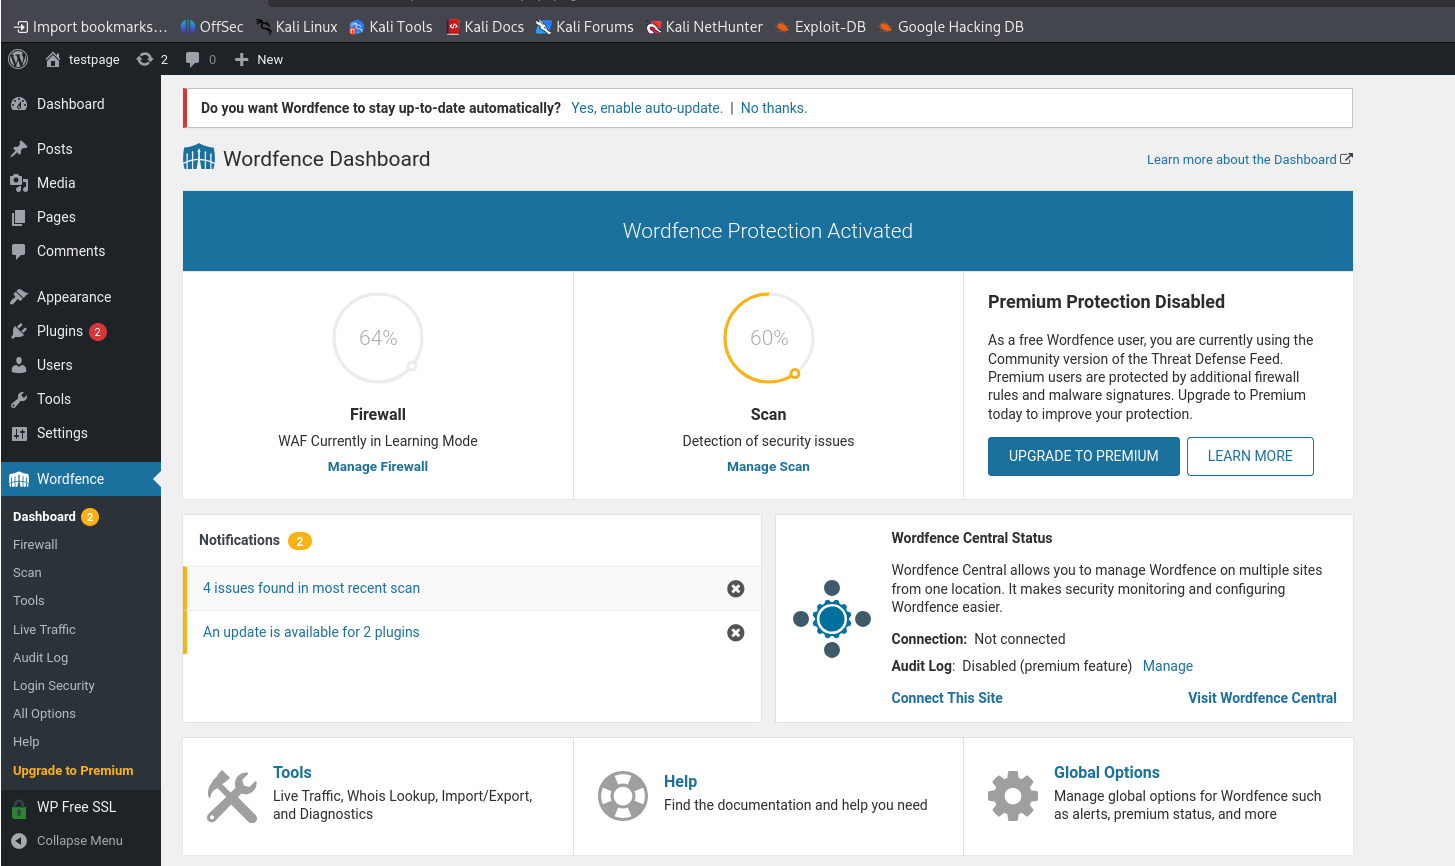 Import bookmarks... OffSec Kali Linux Kali Tools Kali Docs Kali Forums Kali NetHunter Exploit-DB Google Hacking DB
testpage 2 0 New
Dashboard
Posts
Media
Pages
Comments
Appearance
Plugins 2
Users
Tools
Settings
Wordfence
Dashboard 2
Firewall
Scan
Tools
Live Traffic
Audit Log
Login Security
All Options
Help
Upgrade to Premium
WP Free SSL
Collapse Menu
Do you want Wordfence to stay up-to-date automatically? Yes, enable auto-update. | No thanks.
Wordfence Dashboard
Learn more about the Dashboard
Wordfence Protection Activated
64%
Firewall
WAF Currently in Learning Mode
Manage Firewall
60%
Scan
Detection of security issues
Manage Scan
Premium Protection Disabled
As a free Wordfence user, you are currently using the
Community version of the Threat Defense Feed.
Premium users are protected by additional firewall
rules and malware signatures. Upgrade to Premium
today to improve your protection.
UPGRADE TO PREMIUM LEARN MORE
Notifications 2
4 issues found in most recent scan
An update is available for 2 plugins
Wordfence Central Status
Wordfence Central allows you to manage Wordfence on multiple sites
from one location. It makes security monitoring and configuring
Wordfence easier.
Connection: Not connected
Audit Log: Disabled (premium feature) Manage
Connect This Site Visit Wordfence Central
Tools
Live Traffic, Whois Lookup, Import/Export,
and Diagnostics
Help
Find the documentation and help you need
Global Options
Manage global options for Wordfence such
as alerts, premium status, and more